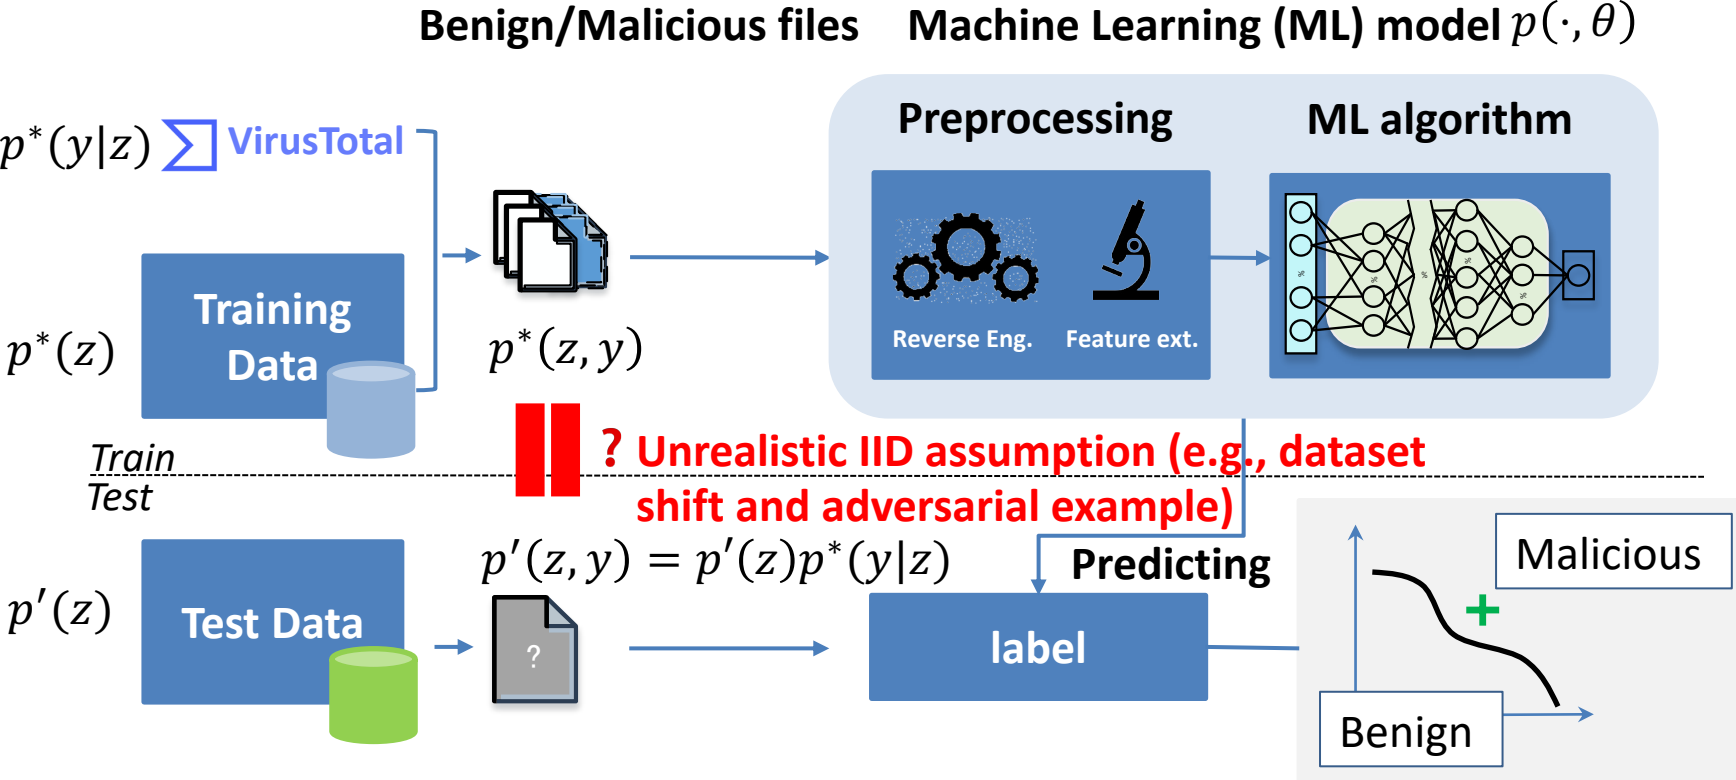 Benign/Malicious files
Machine Learning (ML) model p(·, θ)
Preprocessing
ML algorithm
p*(y|z)
VirusTotal
Training
Data
p*(z)
p*(z, y)
Reverse Eng.
Feature ext.
? Unrealistic IID assumption (e.g., dataset
shift and adversarial example)
Train
Test
p′(z, y) = p′(z)p*(y|z)
Predicting
p′(z)
Test Data
?
label
Malicious
+
Benign